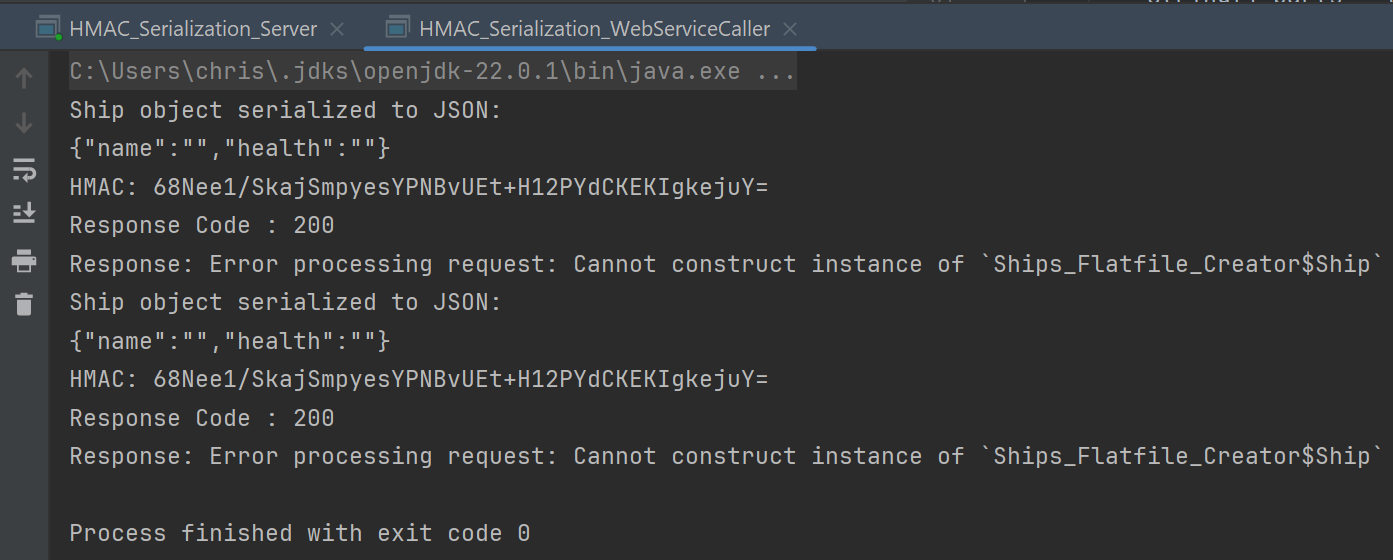 HMAC_Serialization_Server × HMAC_Serialization_WebServiceCaller ×
C:\Users\chris\.jdks\openjdk-22.0.1\bin\java.exe ...
Ship object serialized to JSON:
{"name":"","health":""}
HMAC: 68Nee1/SkajSmpyesYPNBvUEt+H12PYdCKEKIgkejuY=
Response Code : 200
Response: Error processing request: Cannot construct instance of `Ships_Flatfile_Creator$Ship`
Ship object serialized to JSON:
{"name":"","health":""}
HMAC: 68Nee1/SkajSmpyesYPNBvUEt+H12PYdCKEKIgkejuY=
Response Code : 200
Response: Error processing request: Cannot construct instance of `Ships_Flatfile_Creator$Ship`
Process finished with exit code 0